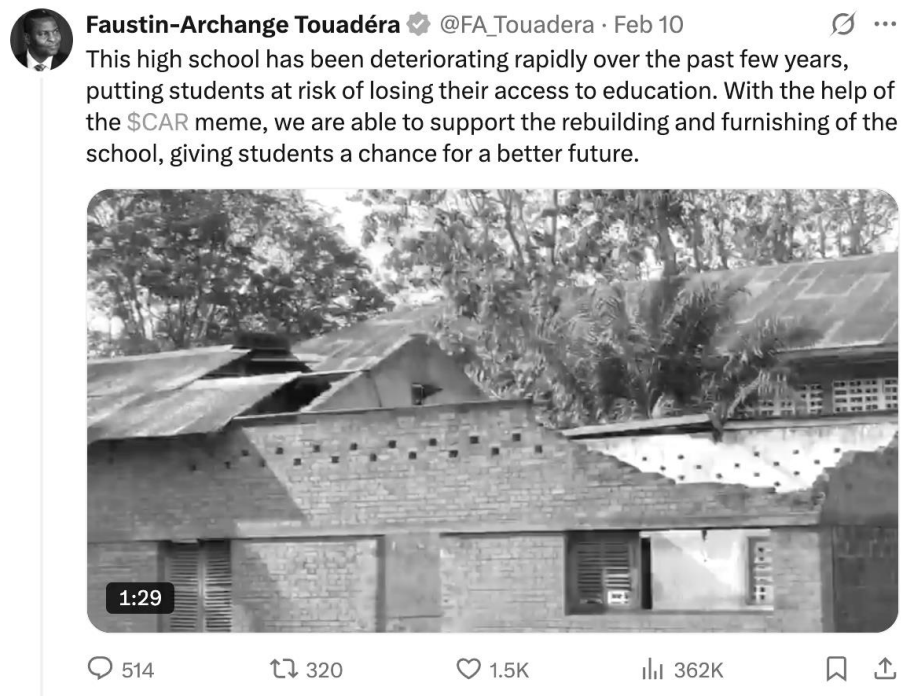 Faustin-Archange Touadéra @FA_Touadera · Feb 10
This high school has been deteriorating rapidly over the past few years,
putting students at risk of losing their access to education. With the help of
the $CAR meme, we are able to support the rebuilding and furnishing of the
school, giving students a chance for a better future.
1:29
514 320 1.5K 362K